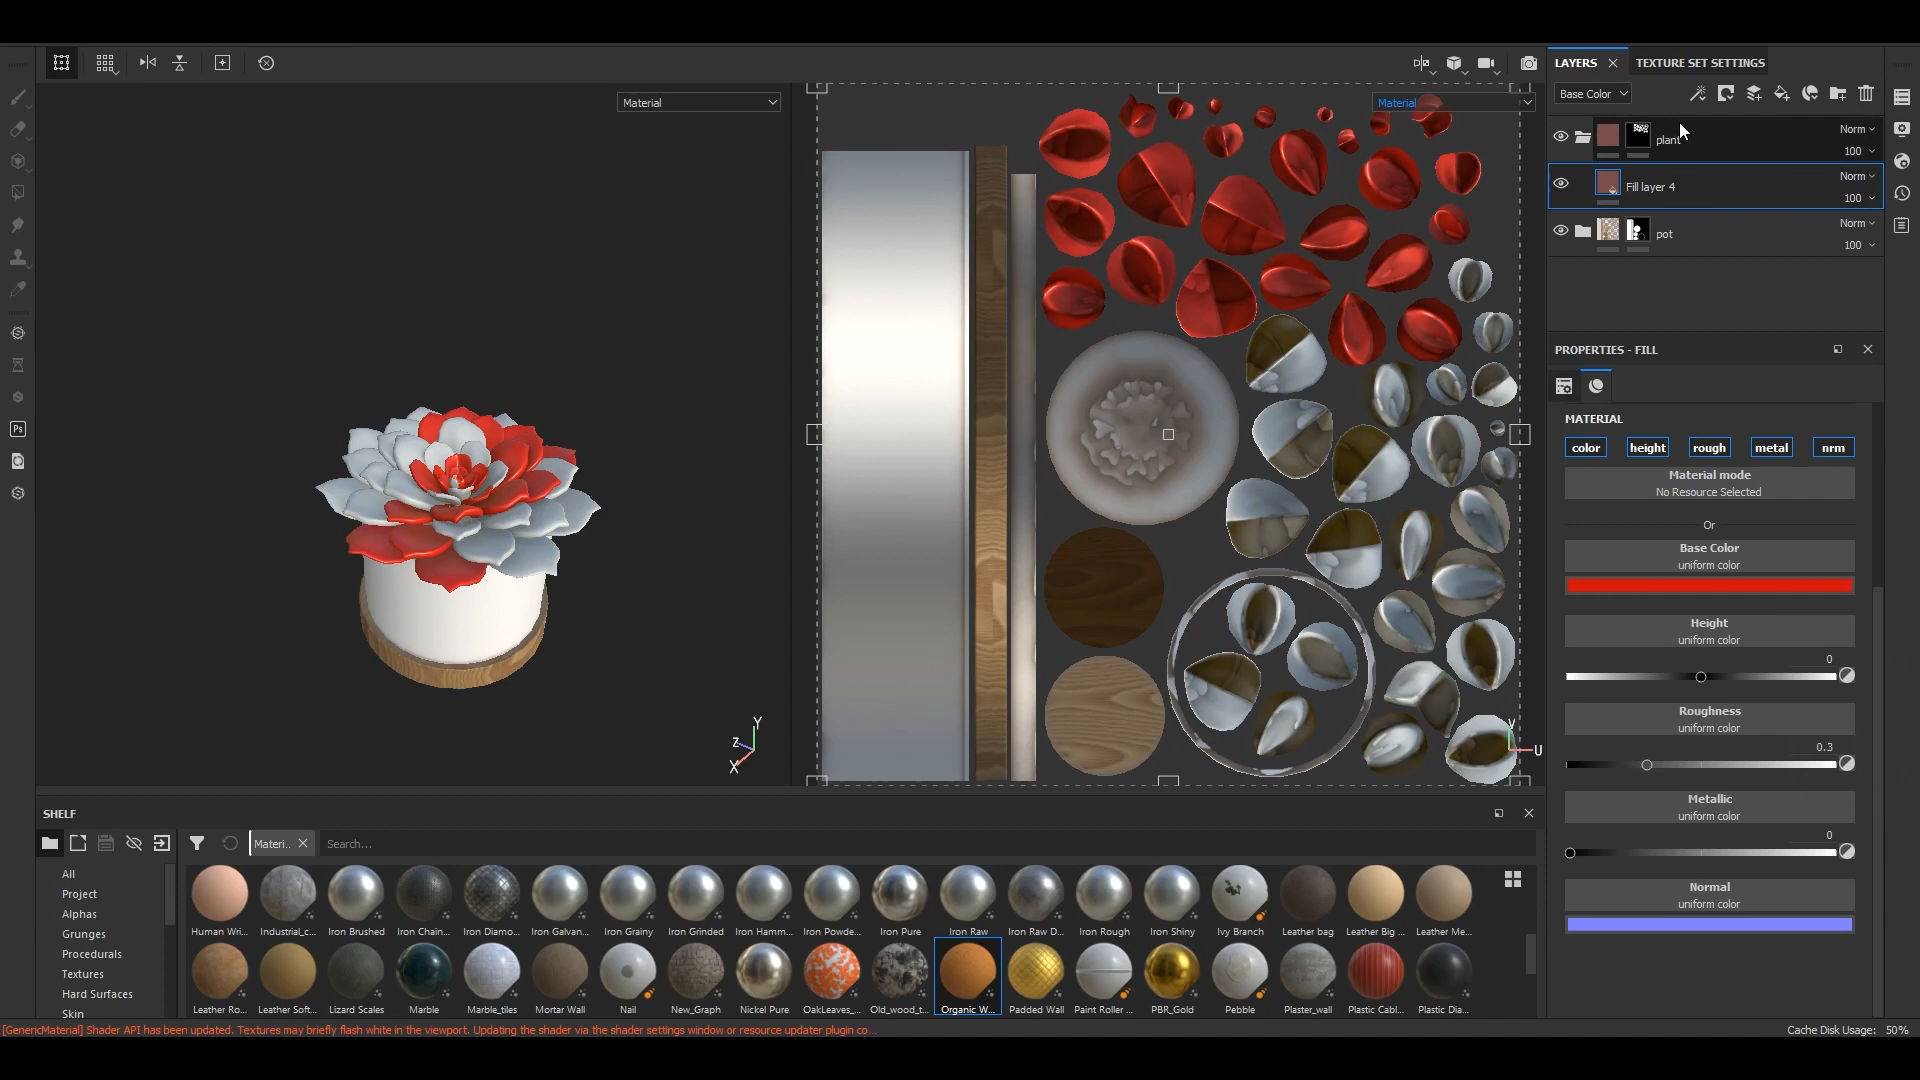 LAYERS
TEXTURE SET SETTINGS
Material
Material
Base Color
plant
Norm
100
Fill layer 4
Norm
100
pot
Norm
100
PROPERTIES - FILL
MATERIAL
color
height
rough
metal
nrm
Material mode
No Resource Selected
Or
Base Color
uniform color
Height
uniform color
0
Roughness
uniform color
0.3
Metallic
uniform color
0
Normal
uniform color
Y
Z
X
V
U
Ps
SHELF
Materi..
Search...
All
Project
Alphas
Grunges
Procedurals
Textures
Hard Surfaces
Skin
Human Wri...
Industrial_c...
Iron Brushed
Iron Chain...
Iron Diamo...
Iron Galvan...
Iron Grainy
Iron Grinded
Iron Hamm...
Iron Powde...
Iron Pure
Iron Raw
Iron Raw D...
Iron Rough
Iron Shiny
Ivy Branch
Leather bag
Leather Big ...
Leather Me...
Leather Ro...
Leather Soft...
Lizard Scales
Marble
Marble_tiles
Mortar Wall
Nail
New_Graph
Nickel Pure
OakLeaves_...
Old_wood_t...
Organic W...
Padded Wall
Paint Roller ...
PBR_Gold
Pebble
Plaster_wall
Plastic Cabl...
Plastic Dia...
[GenericMaterial] Shader API has been updated. Textures may briefly flash white in the viewport. Updating the shader via the shader settings window or resource updater plugin co...
Cache Disk Usage: 50%